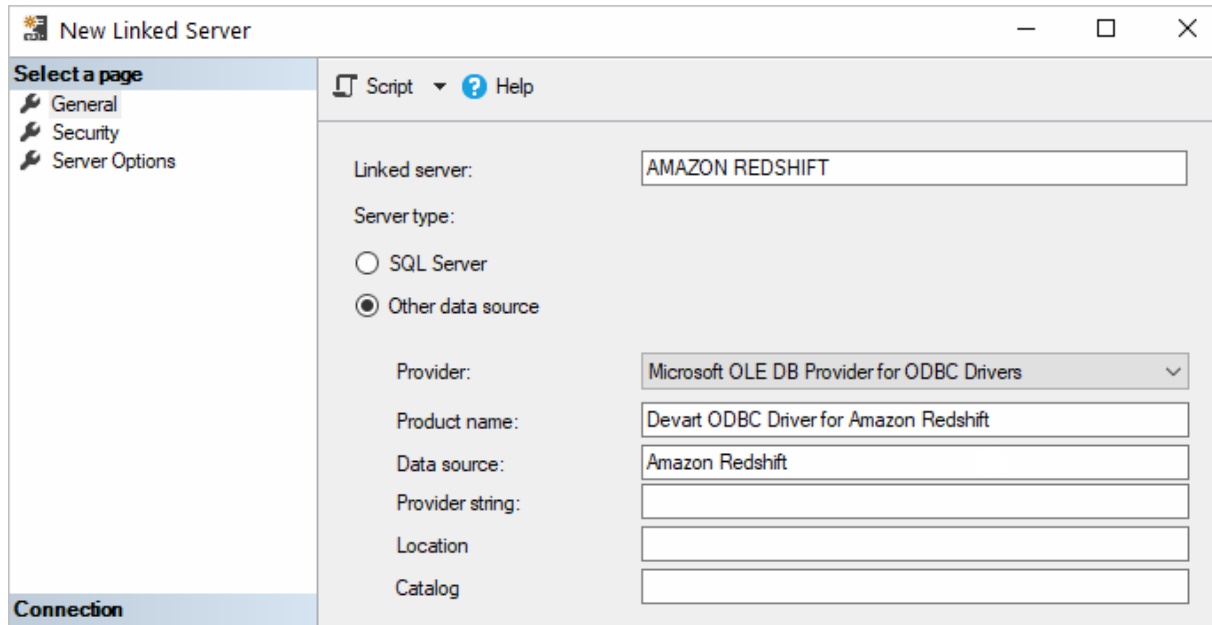 New Linked Server
Select a page
General
Security
Server Options
Connection
Script Help
Linked server: AMAZON REDSHIFT
Server type:
SQL Server
Other data source
Provider: Microsoft OLE DB Provider for ODBC Drivers
Product name: Devart ODBC Driver for Amazon Redshift
Data source: Amazon Redshift
Provider string:
Location
Catalog